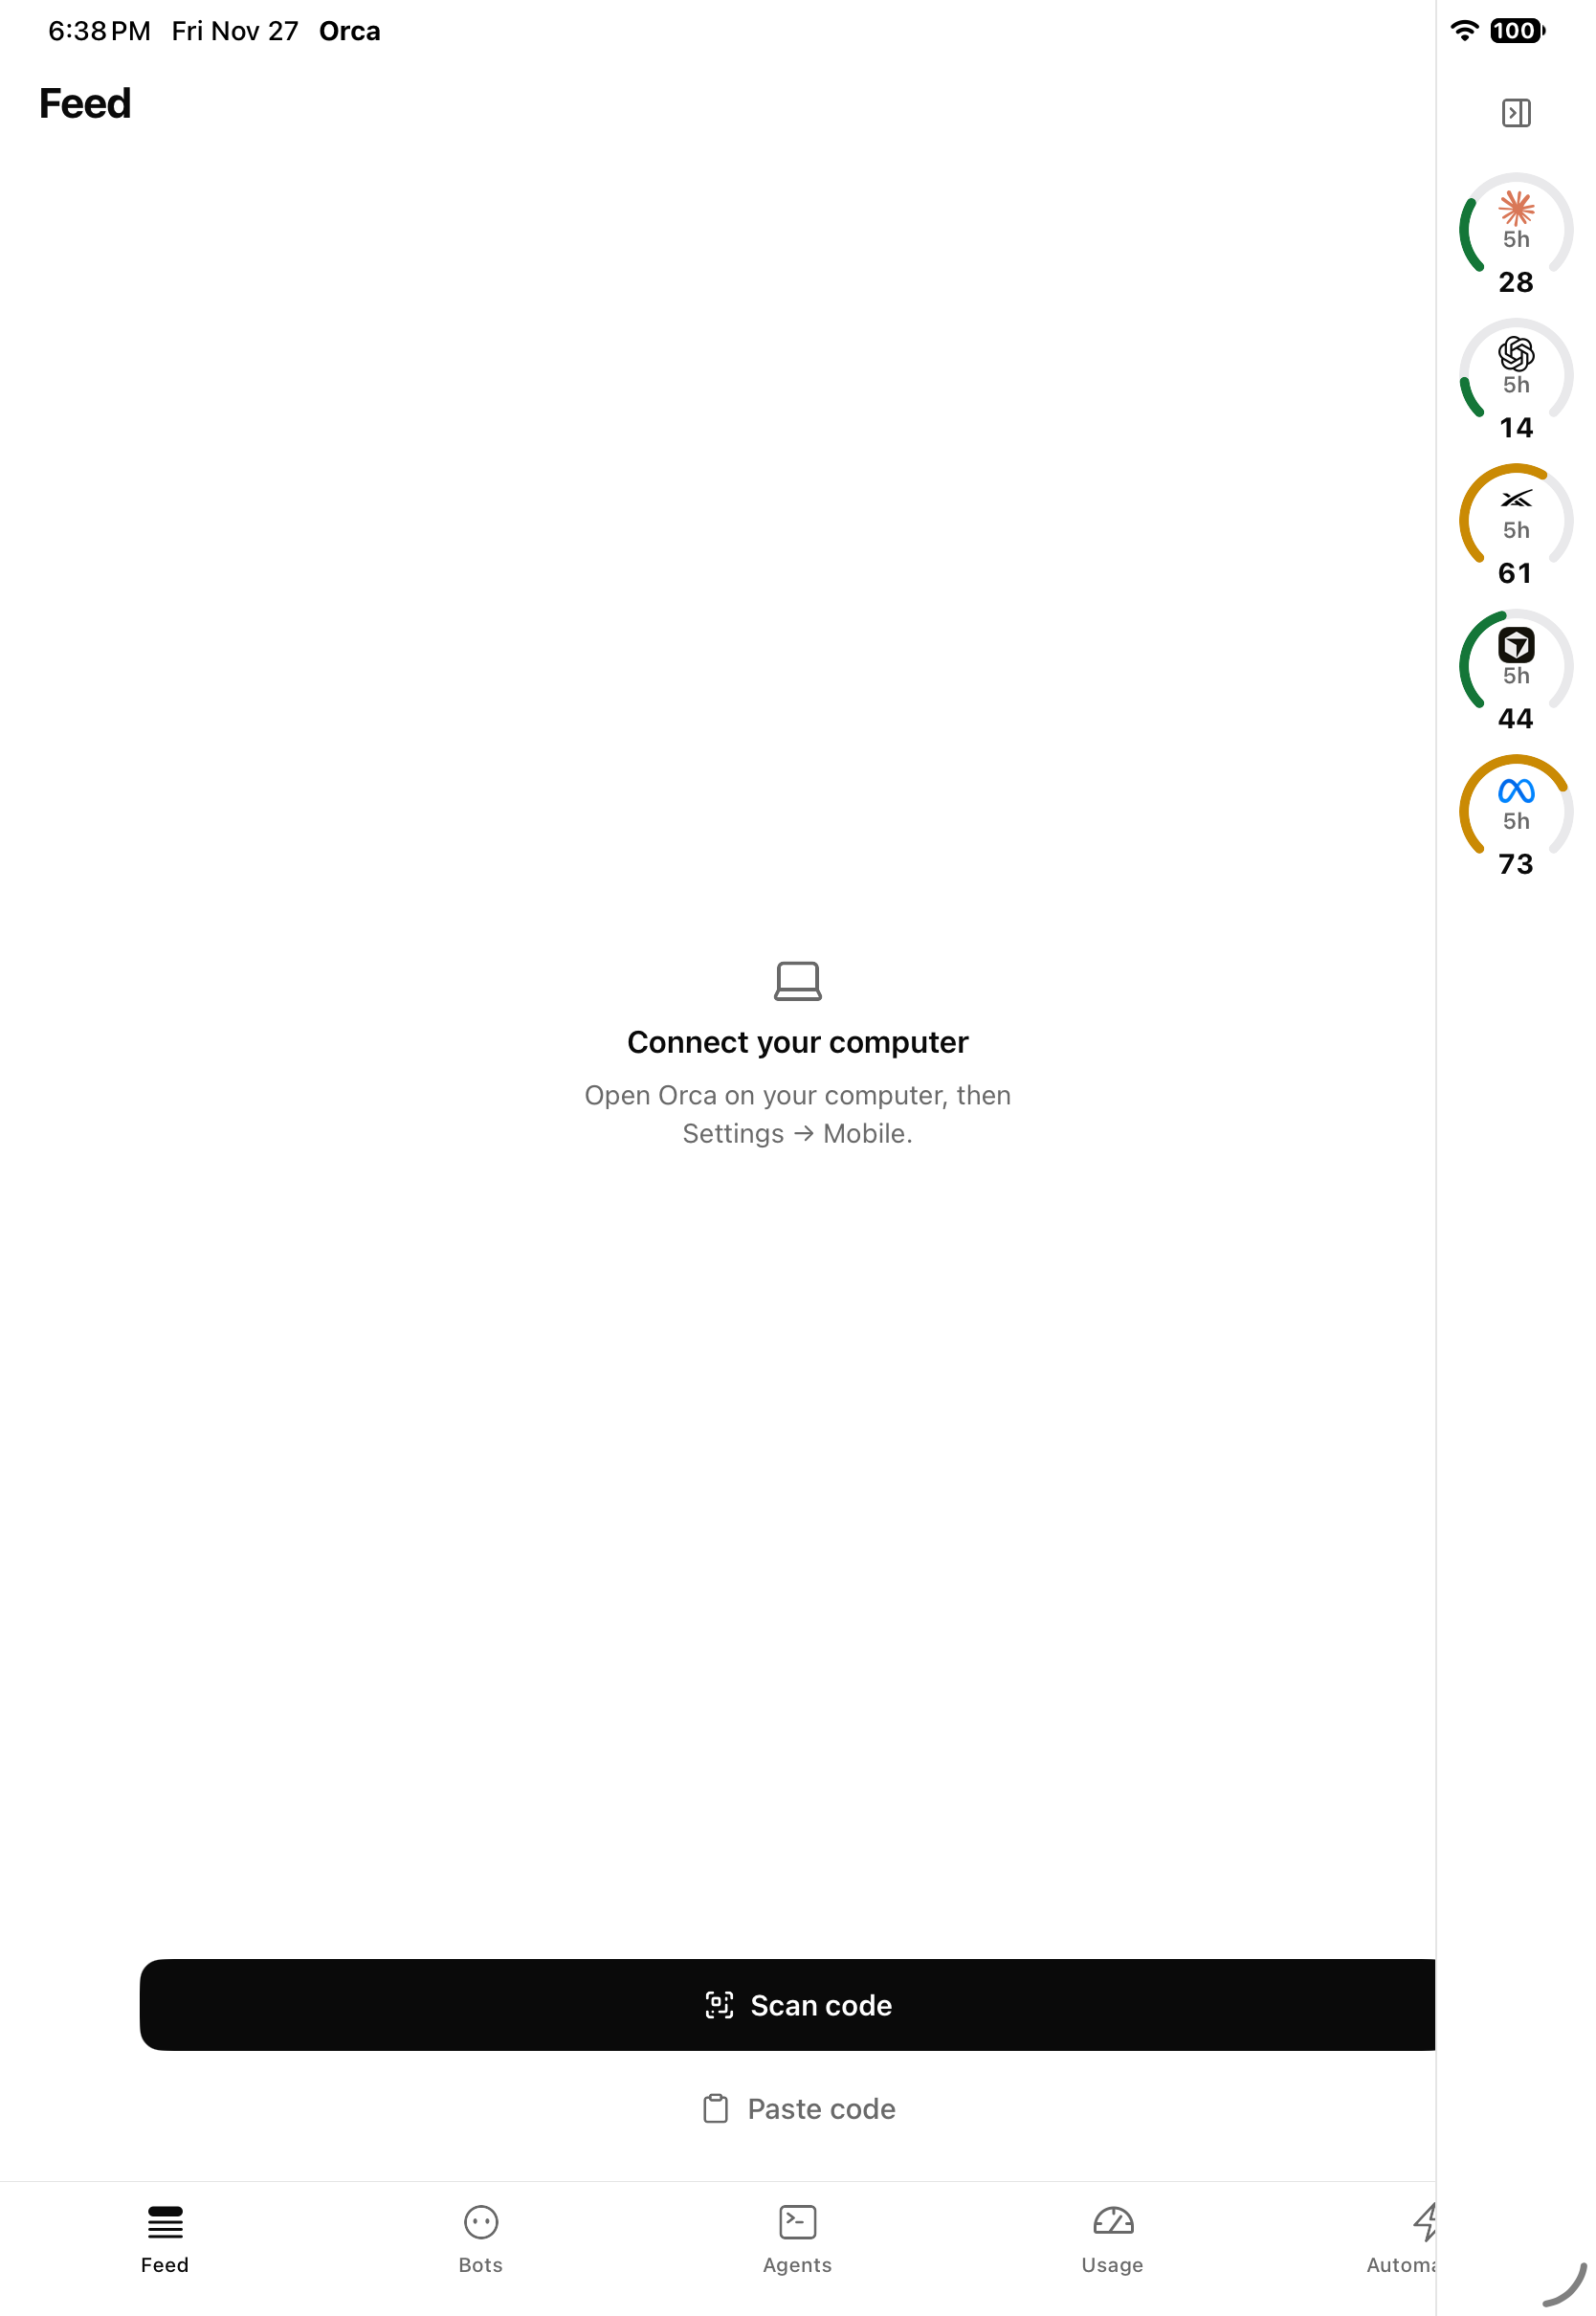 6:38 PM Fri Nov 27 Orca
100
Feed
5h
28
5h
14
5h
61
5h
44
5h
73
Connect your computer
Open Orca on your computer, then
Settings → Mobile.
Scan code
Paste code
Feed
Bots
Agents
Usage
Automa